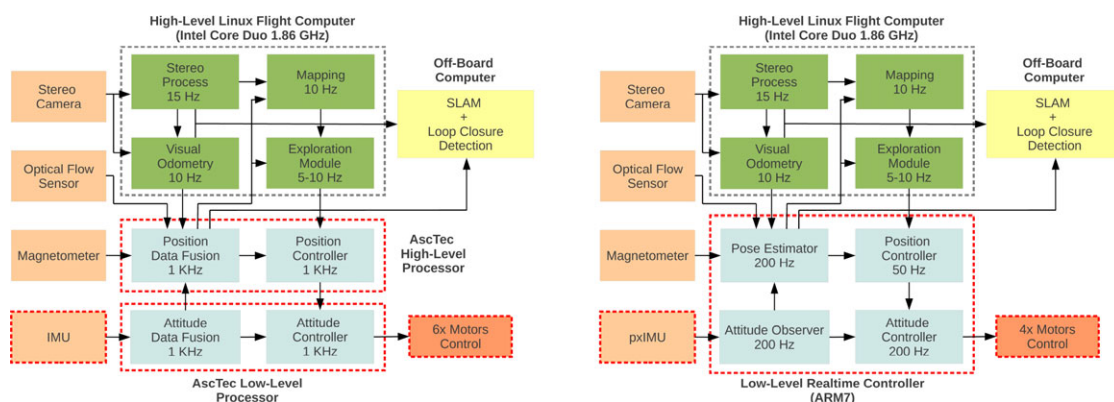 High-Level Linux Flight Computer
(Intel Core Duo 1.86 GHz)
Off-Board
Computer
Stereo
Camera
Stereo
Process
15 Hz
Mapping
10 Hz
SLAM
+
Loop Closure
Detection
Optical Flow
Sensor
Visual
Odometry
10 Hz
Exploration
Module
5-10 Hz
Magnetometer
Position
Data Fusion
1 KHz
Position
Controller
1 KHz
AscTec
High-Level
Processor
IMU
Attitude
Data Fusion
1 KHz
Attitude
Controller
1 KHz
6x Motors
Control
AscTec Low-Level
Processor
High-Level Linux Flight Computer
(Intel Core Duo 1.86 GHz)
Off-Board
Computer
Stereo
Camera
Stereo
Process
15 Hz
Mapping
10 Hz
SLAM
+
Loop Closure
Detection
Optical Flow
Sensor
Visual
Odometry
10 Hz
Exploration
Module
5-10 Hz
Magnetometer
Pose Estimator
200 Hz
Position
Controller
50 Hz
pxIMU
Attitude Observer
200 Hz
Attitude
Controller
200 Hz
4x Motors
Control
Low-Level Realtime Controller
(ARM7)